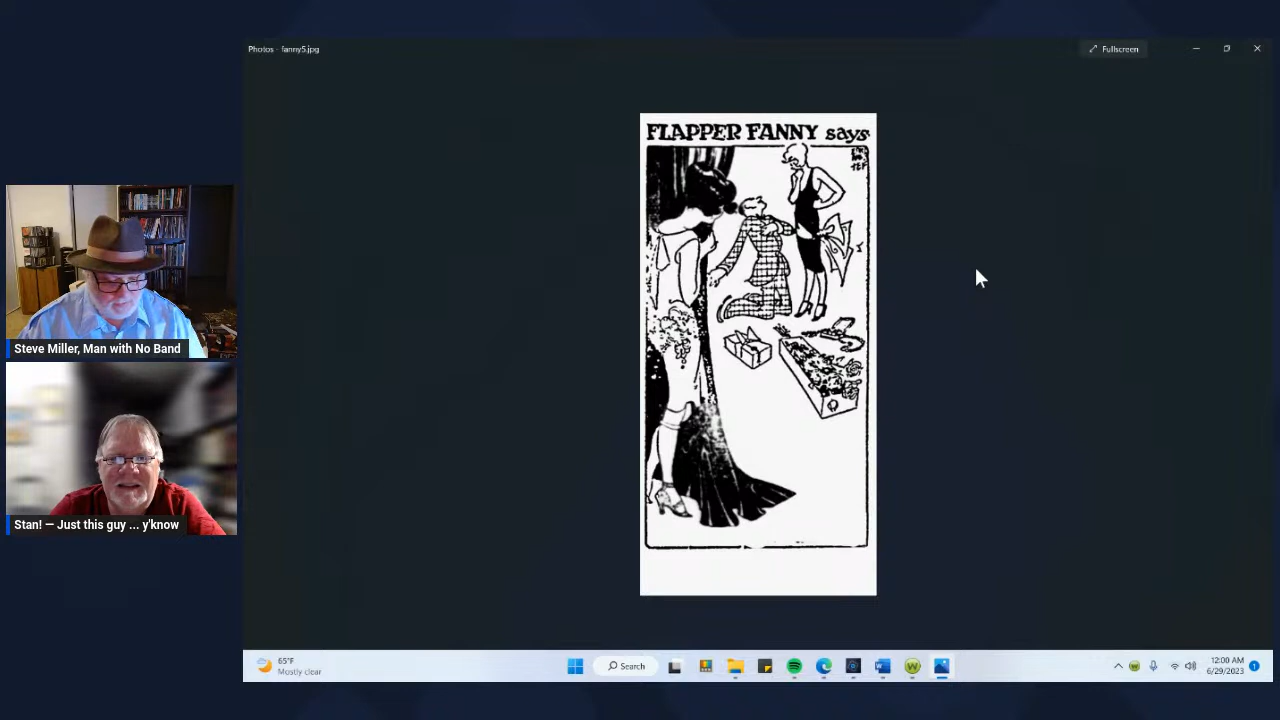 Photos - fanny5.jpg
Fullscreen
FLAPPER FANNY says
Steve Miller, Man with No Band
Stan! — Just this guy ... y'know
65°F
Mostly clear
Search
12:00 AM
6/29/2023
1